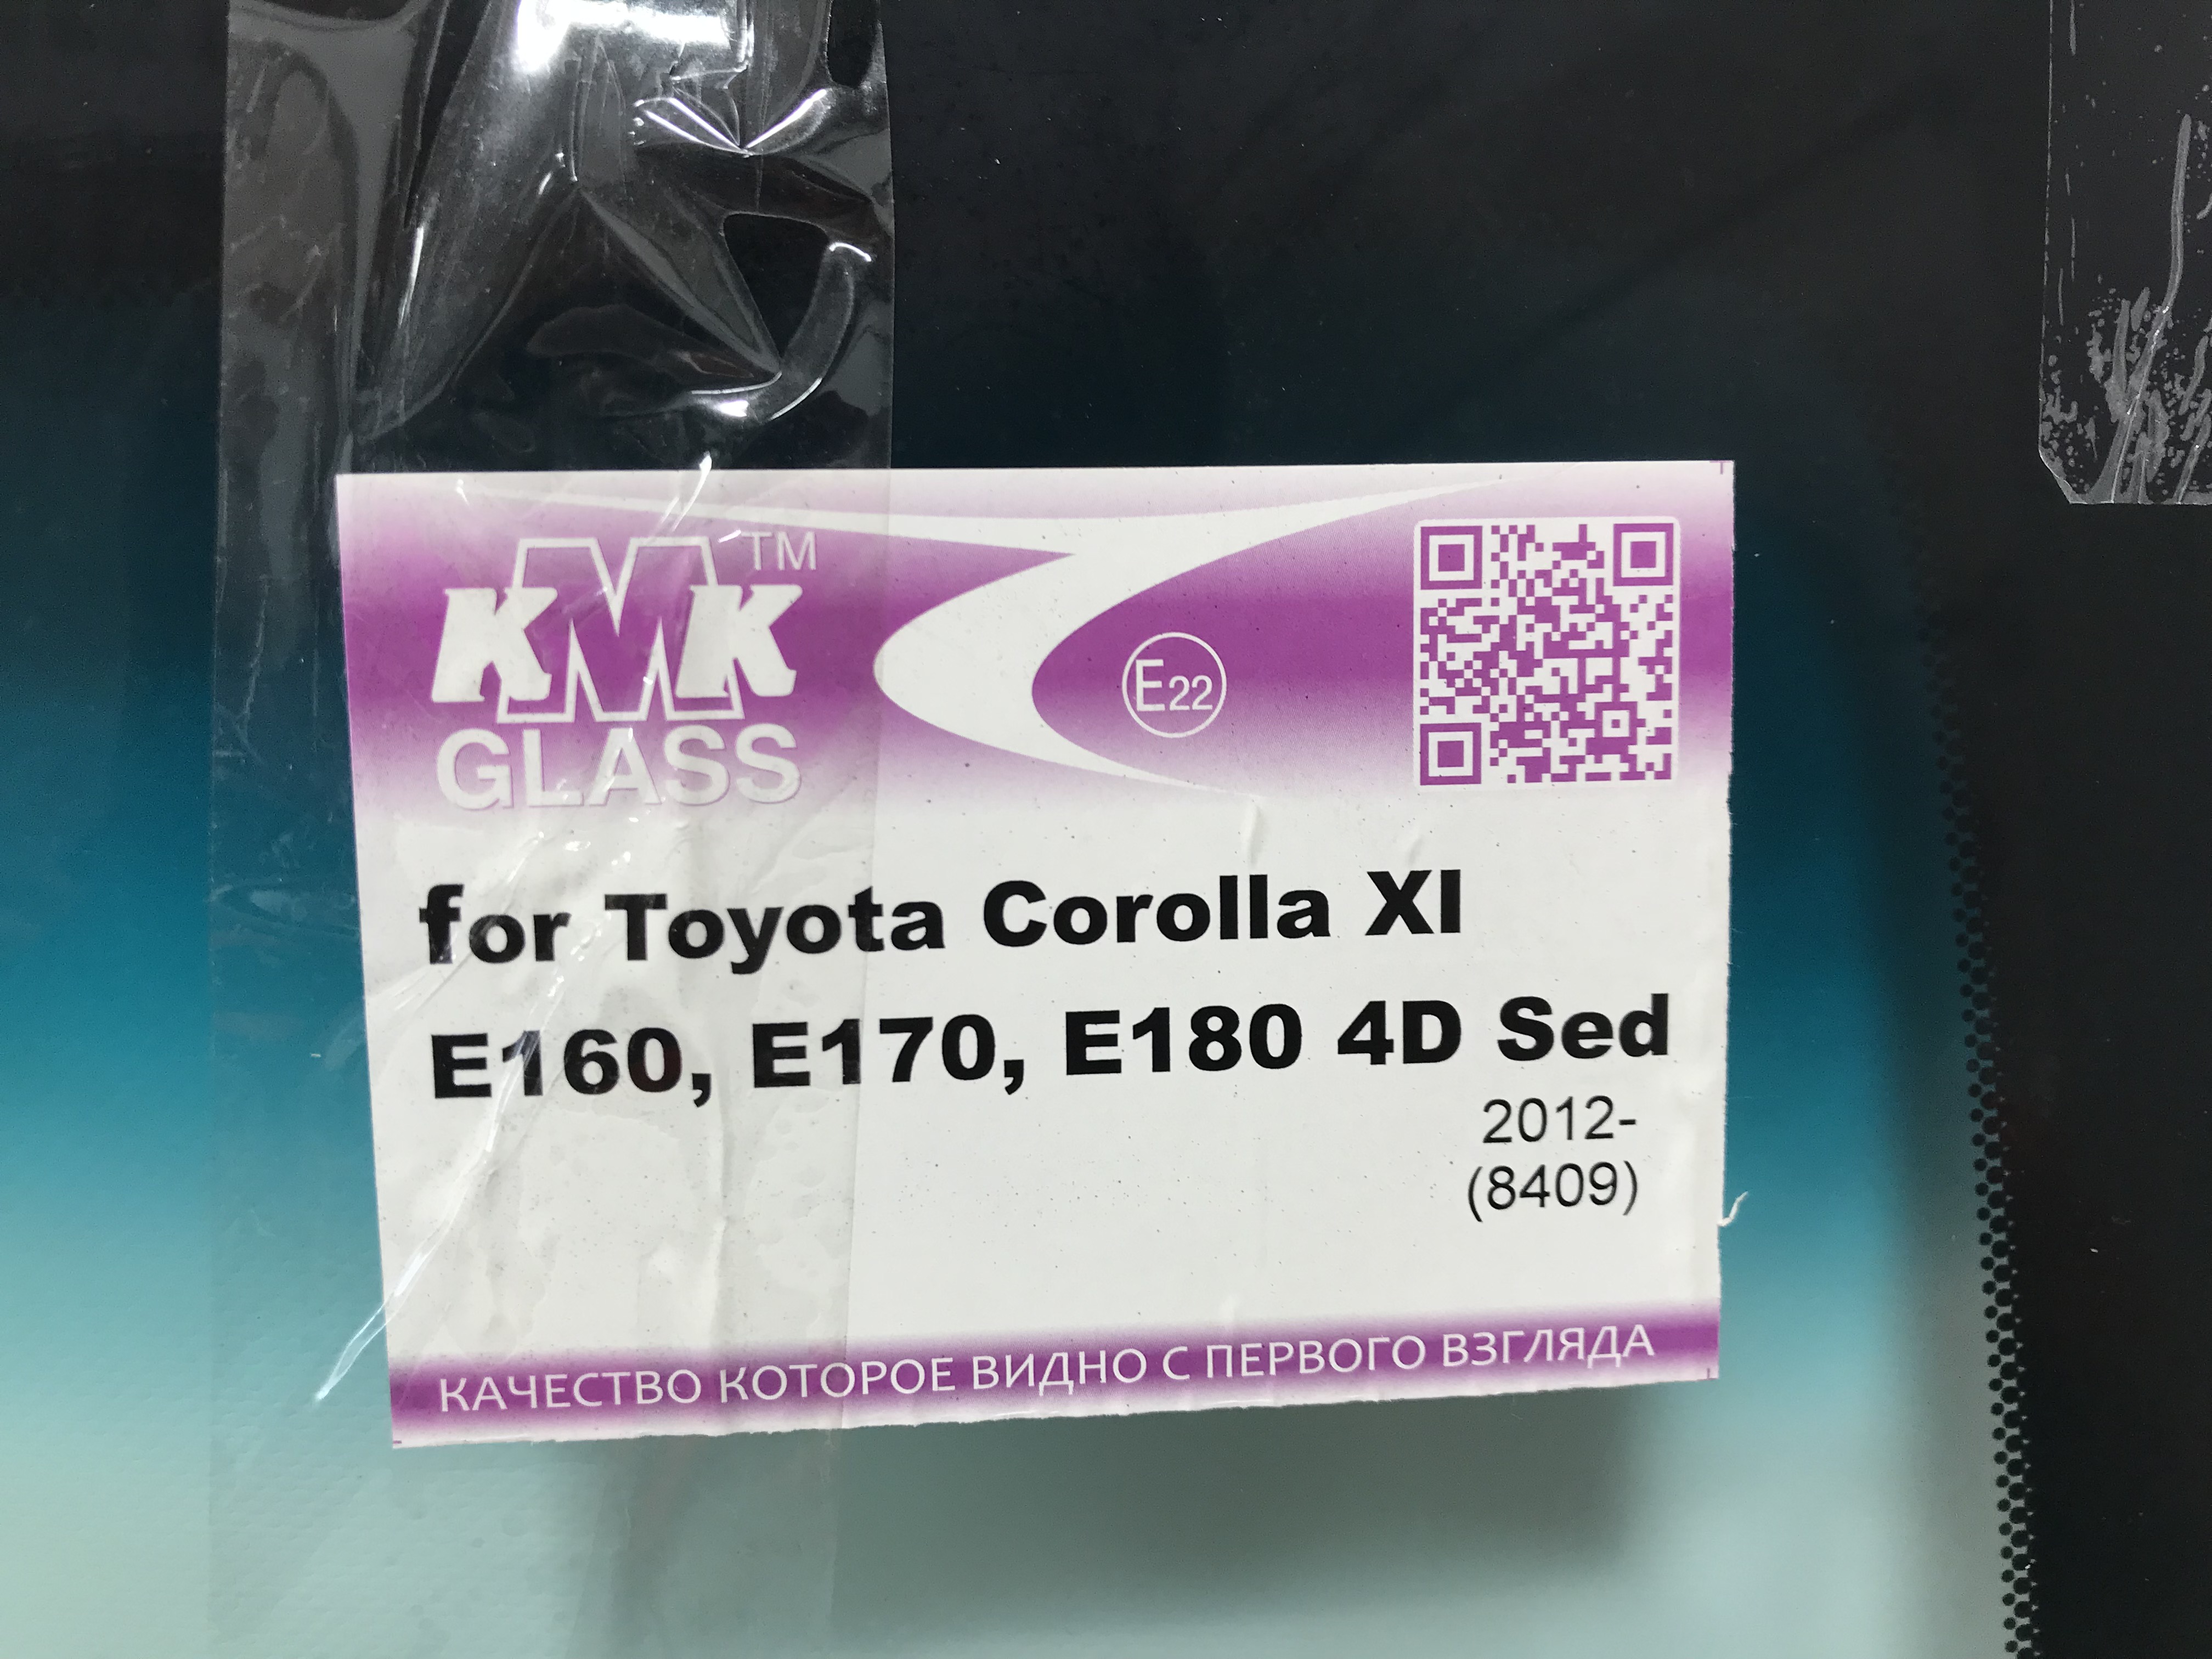 KMK™
GLASS
E22
for Toyota Corolla XI
E160, E170, E180 4D Sed
2012-
(8409)
КАЧЕСТВО КОТОРОЕ ВИДНО С ПЕРВОГО ВЗГЛЯДА